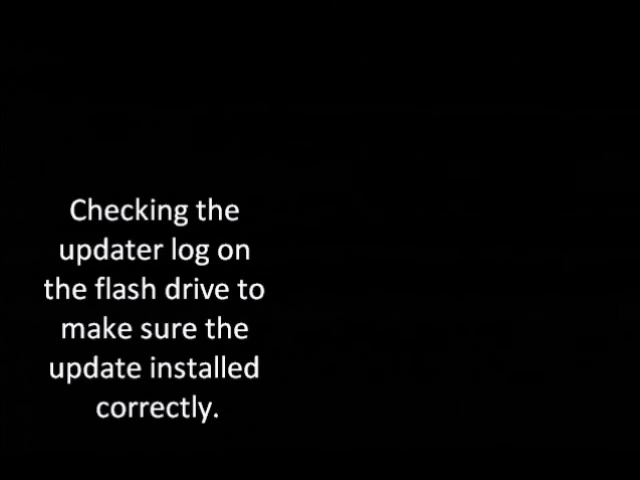 Checking the
updater log on
the flash drive to
make sure the
update installed
correctly.